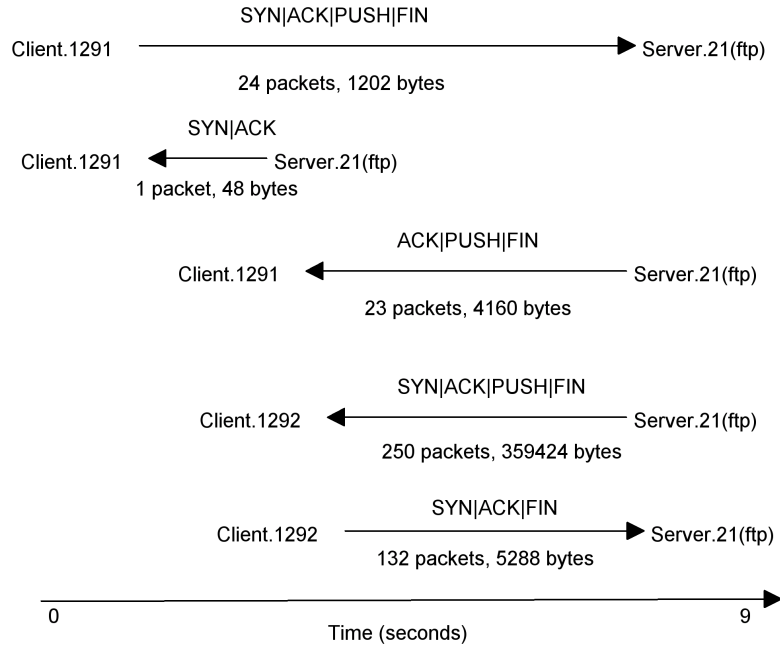 SYN|ACK|PUSH|FIN
Client.1291 Server.21(ftp)
24 packets, 1202 bytes
SYN|ACK
Client.1291 Server.21(ftp)
1 packet, 48 bytes
ACK|PUSH|FIN
Client.1291 Server.21(ftp)
23 packets, 4160 bytes
SYN|ACK|PUSH|FIN
Client.1292 Server.21(ftp)
250 packets, 359424 bytes
SYN|ACK|FIN
Client.1292 Server.21(ftp)
132 packets, 5288 bytes
0 9
Time (seconds)